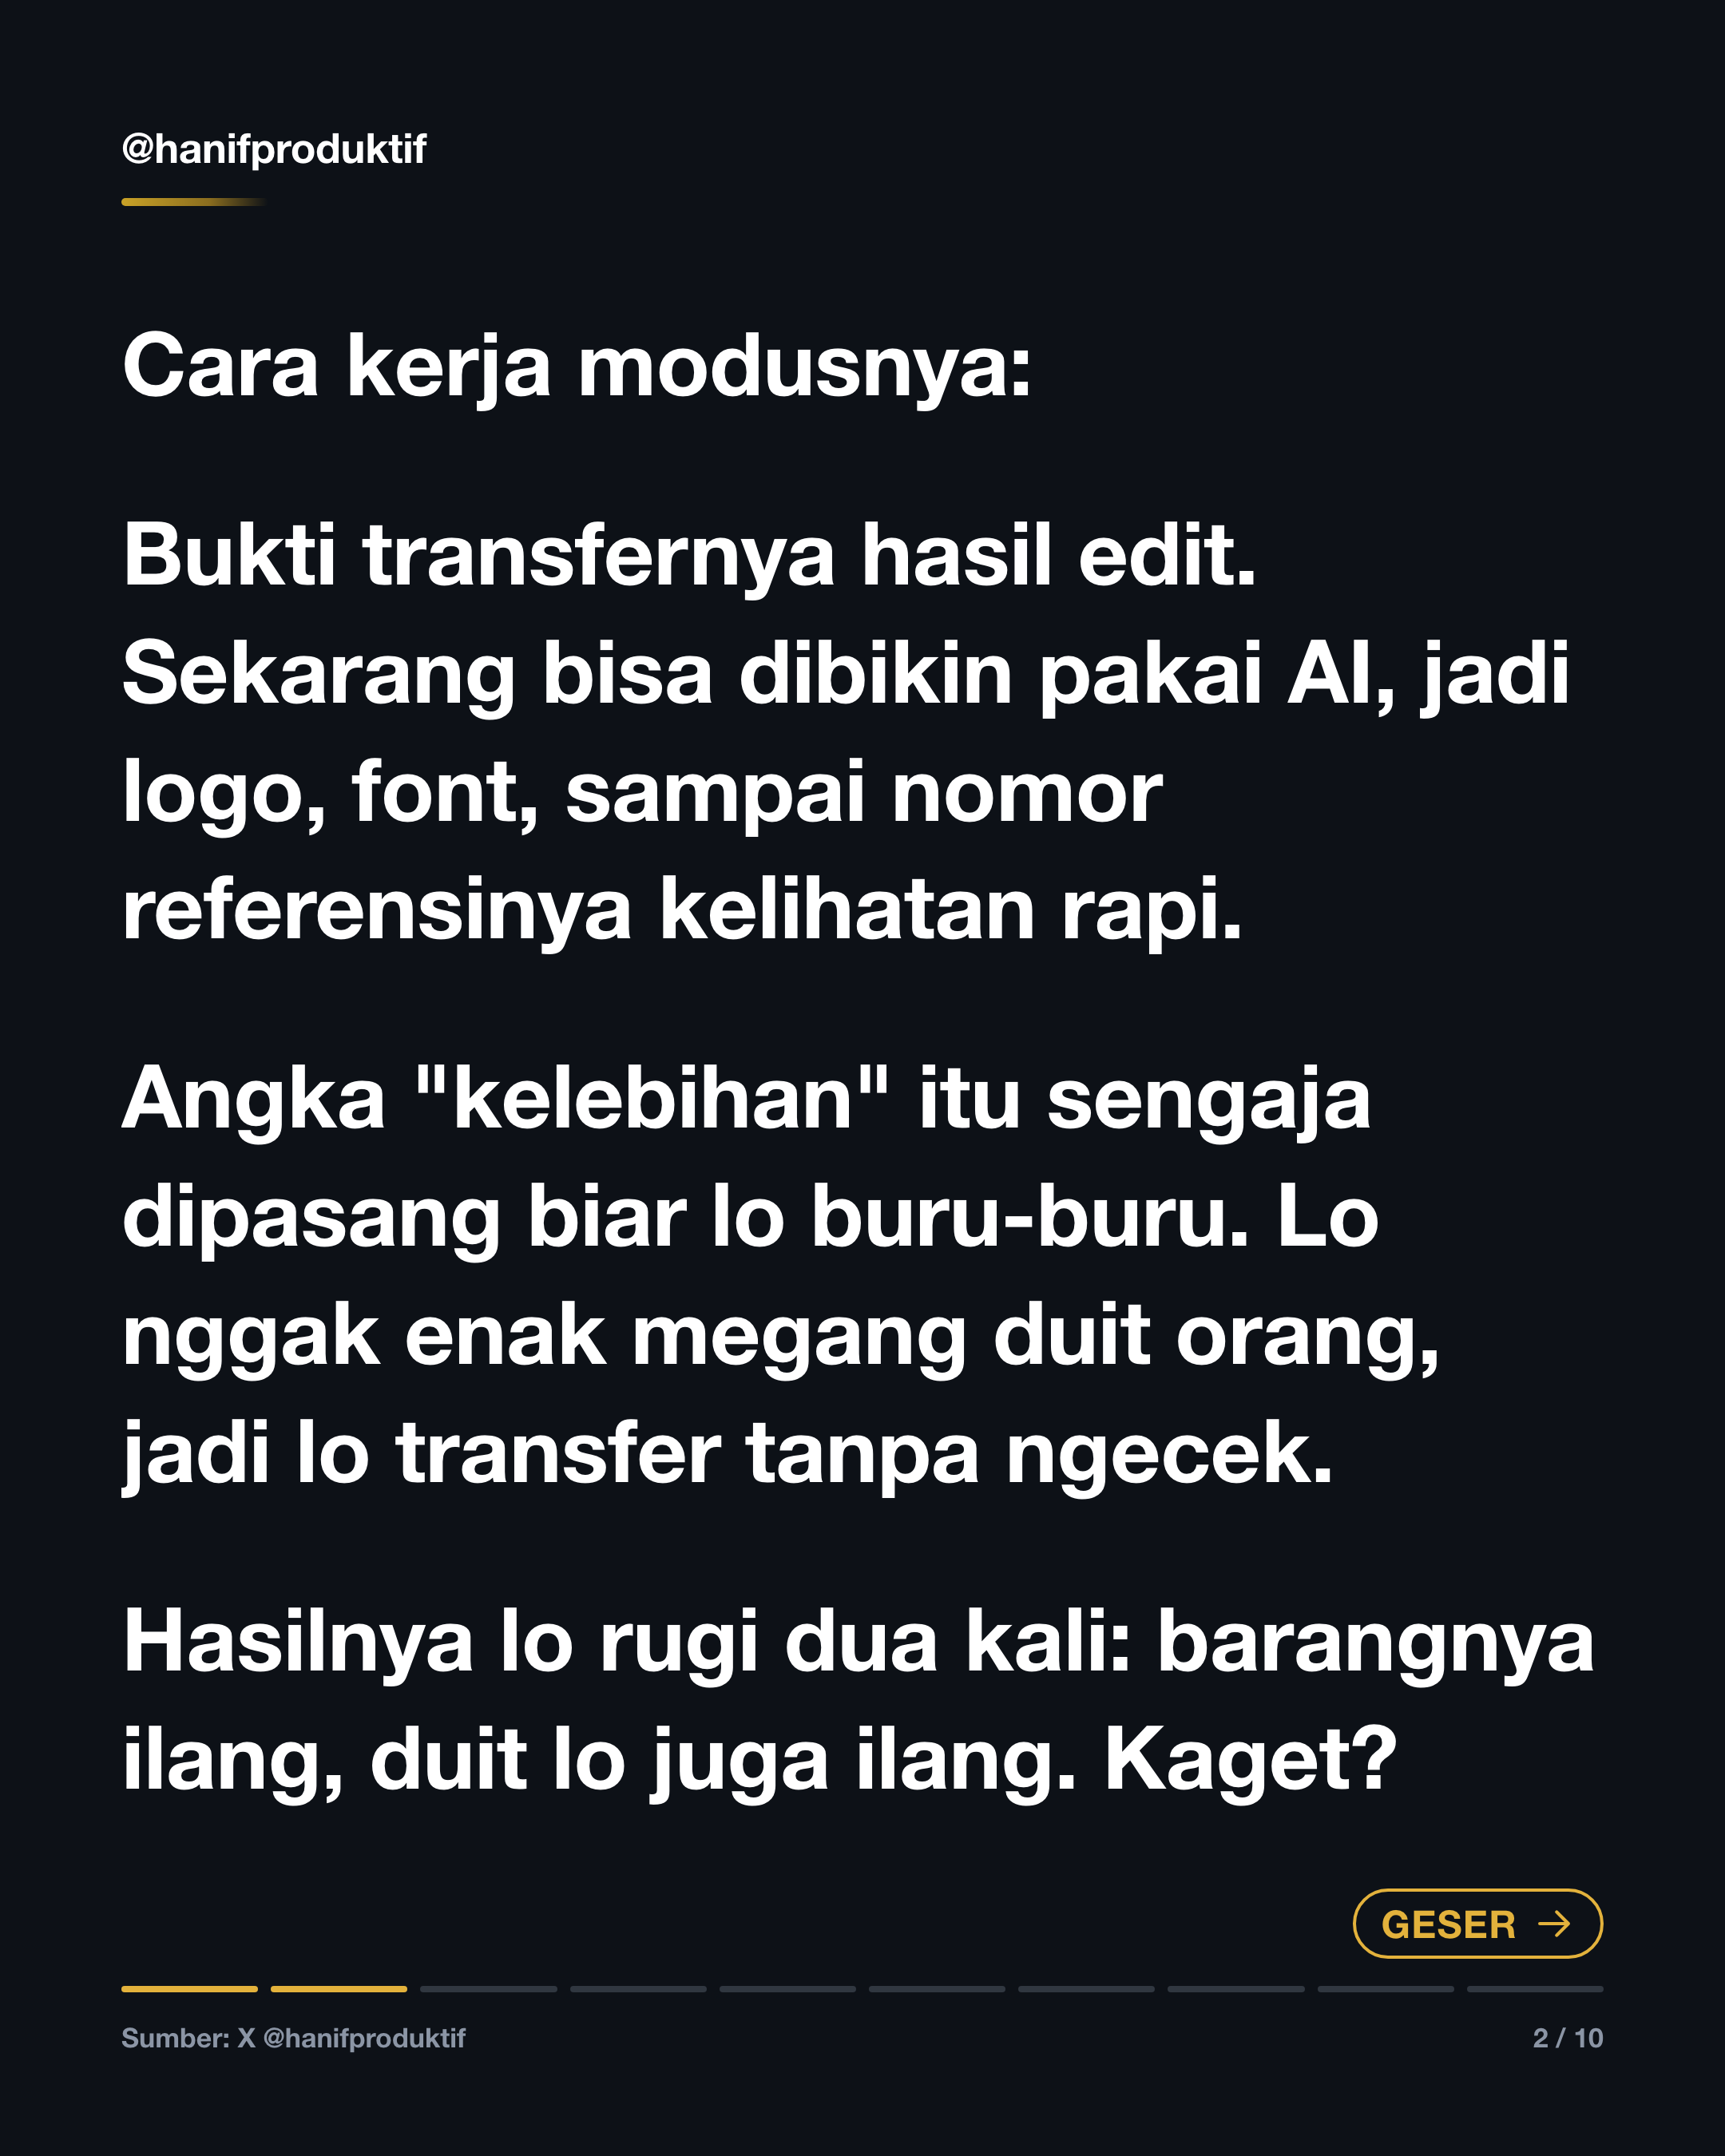 @hanifproduktif
Cara kerja modusnya:
Bukti transfernya hasil edit.
Sekarang bisa dibikin pakai AI, jadi
logo, font, sampai nomor
referensinya kelihatan rapi.
Angka "kelebihan" itu sengaja
dipasang biar lo buru-buru. Lo
nggak enak megang duit orang,
jadi lo transfer tanpa ngecek.
Hasilnya lo rugi dua kali: barangnya
ilang, duit lo juga ilang. Kaget?
GESER →
Sumber: X @hanifproduktif
2 / 10